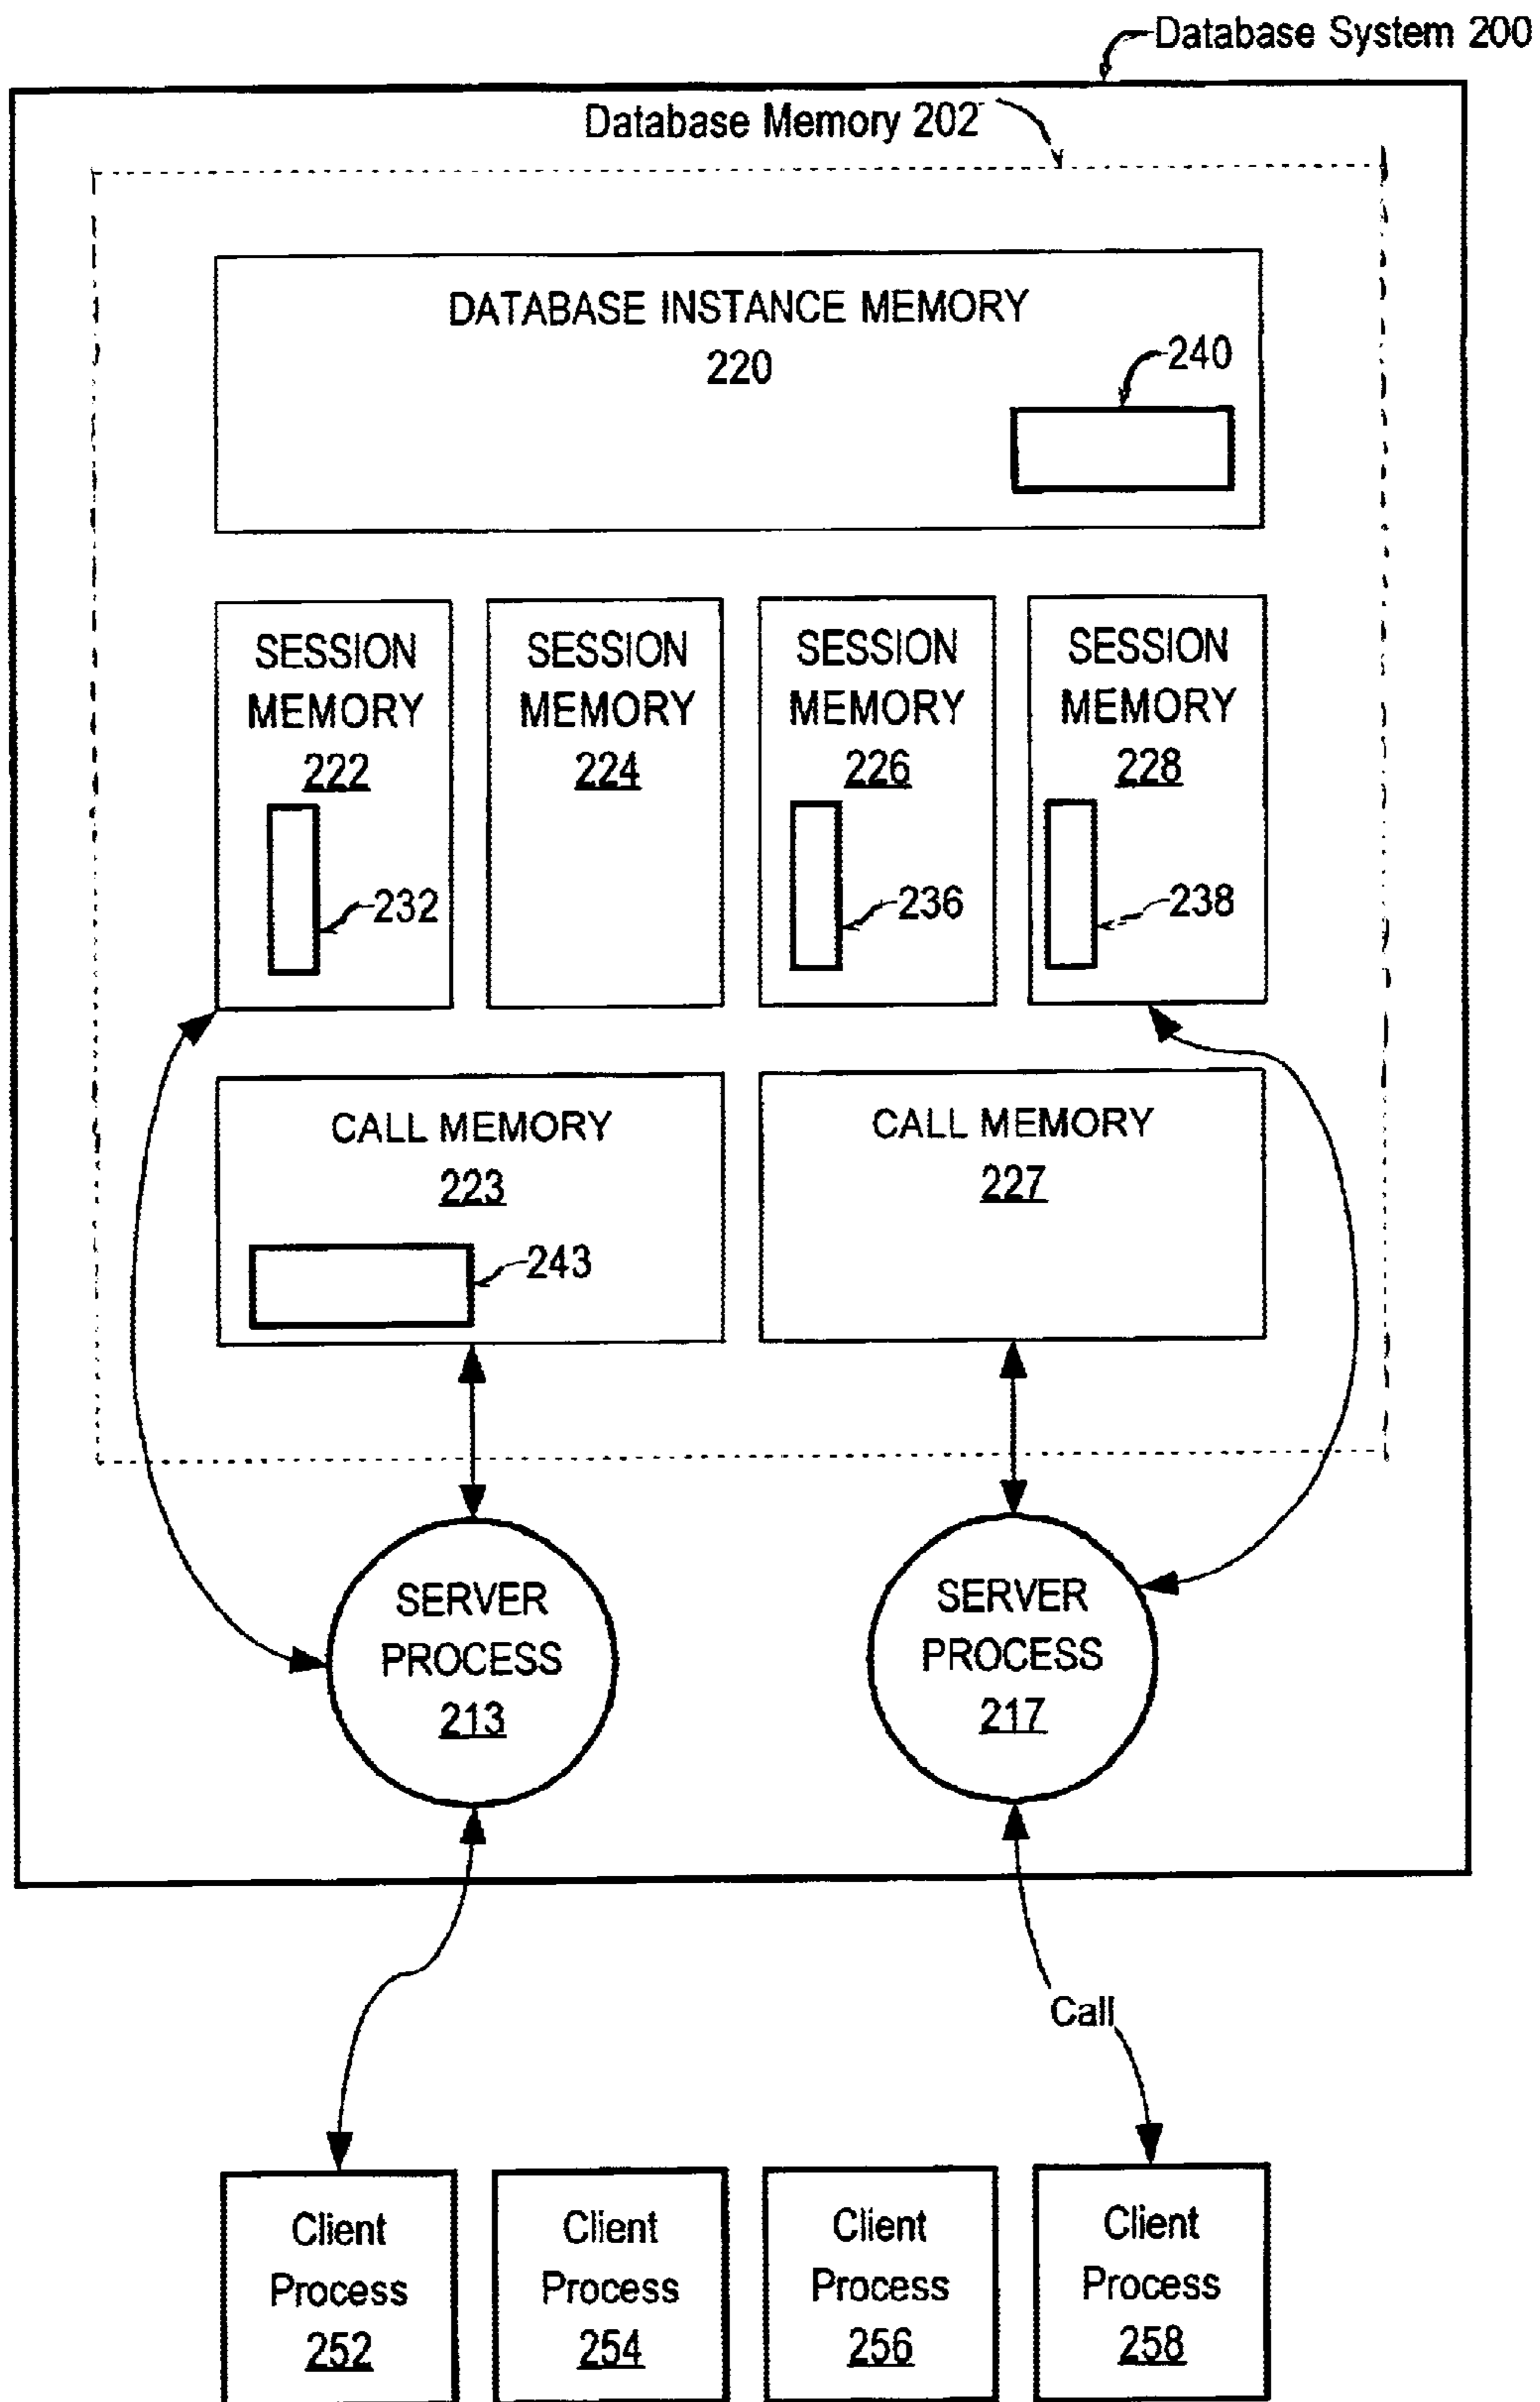 Database System 200
Database Memory 202
DATABASE INSTANCE MEMORY
220
240
SESSION
MEMORY
222
232
SESSION
MEMORY
224
SESSION
MEMORY
226
236
SESSION
MEMORY
228
238
CALL MEMORY
223
243
CALL MEMORY
227
SERVER
PROCESS
213
SERVER
PROCESS
217
Call
Client
Process
252
Client
Process
254
Client
Process
256
Client
Process
258